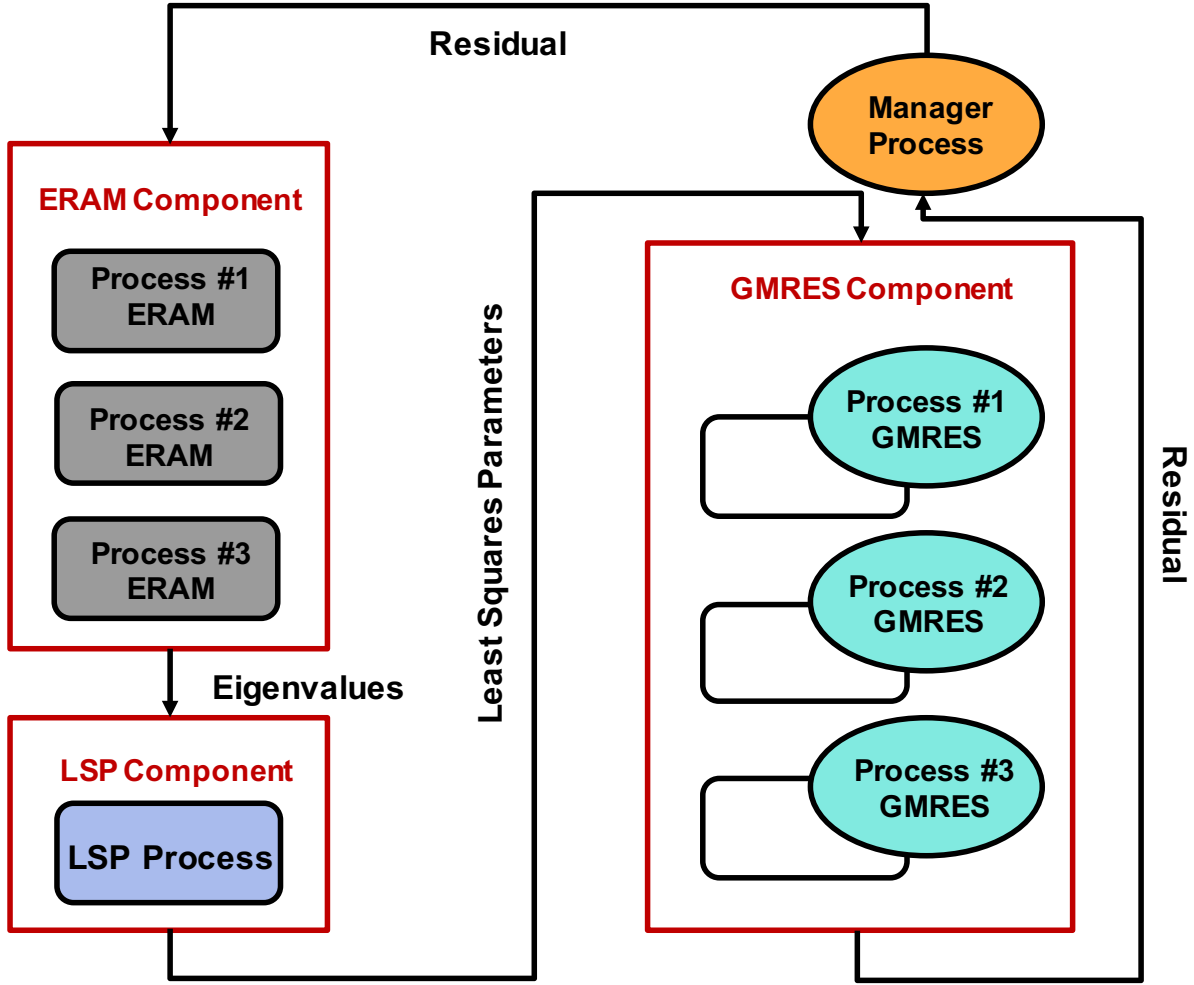 Residual
Manager
Process
ERAM Component
Process #1
ERAM
Process #2
ERAM
Process #3
ERAM
Eigenvalues
LSP Component
LSP Process
Least Squares Parameters
GMRES Component
Process #1
GMRES
Process #2
GMRES
Process #3
GMRES
Residual